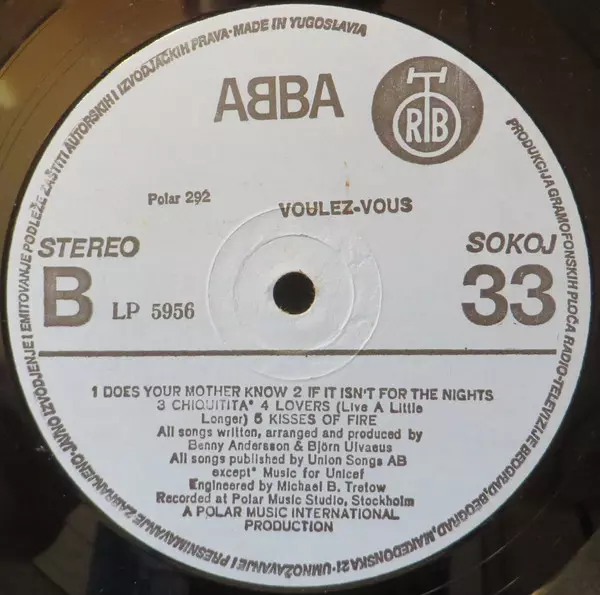 ABBA
RTB
Polar 292
VOULEZ-VOUS
STEREO
SOKOJ
B
LP 5956
33
1 DOES YOUR MOTHER KNOW 2 IF IT ISN'T FOR THE NIGHTS
3 CHIQUITITA* 4 LOVERS (Live A Little
Longer) 5 KISSES OF FIRE
All songs written, arranged and produced by
Benny Andersson & Björn Ulvaeus
All songs published by Union Songs AB
except* Music for Unicef
Engineered by Michael B. Tretow
Recorded at Polar Music Studio, Stockholm
A POLAR MUSIC INTERNATIONAL
PRODUCTION
PRODUKCIJA GRAMOFONSKIH PLOČA RADIO-TELEVIZIJE BEOGRAD, BEOGRAD, MAKEDONSKA 21 · UMNOŽAVANJE I PRESNIMAVANJE ZABRANJENO · JAVNO IZVODJENJE I EMITOVANJE PODLEŽE ZAŠTITI AUTORSKIH I IZVODJAČKIH PRAVA · MADE IN YUGOSLAVIA